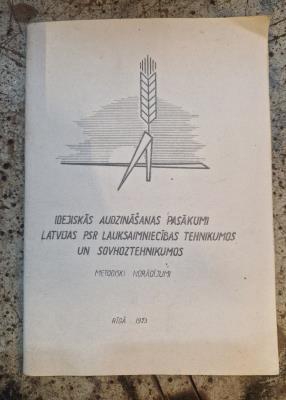 IDEJISKĀS AUDZINĀŠANAS PASĀKUMI
LATVIJAS PSR LAUKSAIMNIECĪBAS TEHNIKUMOS
UN SOVHOZTEHNIKUMOS
METODISKI NORĀDĪJUMI
RĪGĀ 1973